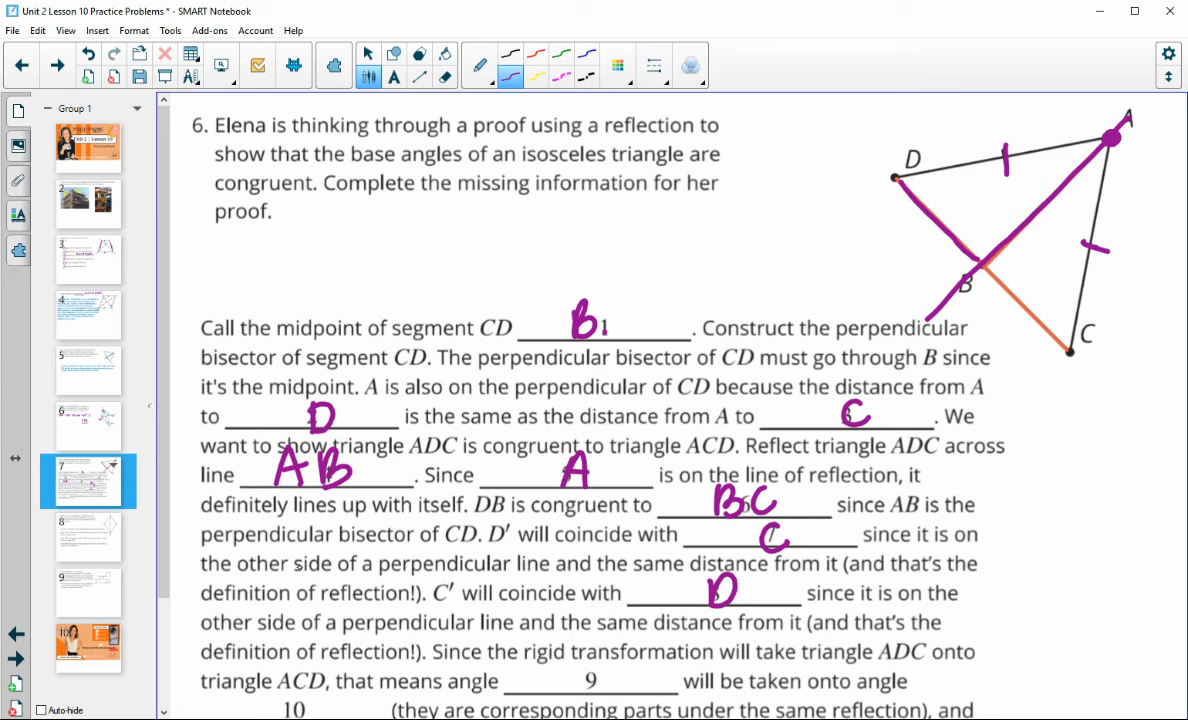 Unit 2 Lesson 10 Practice Problems * - SMART Notebook
File Edit View Insert Format Tools Add-ons Account Help
Group 1
2
3
4
5
6
7
8
9
10
Auto-hide
6. Elena is thinking through a proof using a reflection to
show that the base angles of an isosceles triangle are
congruent. Complete the missing information for her
proof.
A
D
B
C
Call the midpoint of segment CD B 1 . Construct the perpendicular
bisector of segment CD. The perpendicular bisector of CD must go through B since
it's the midpoint. A is also on the perpendicular of CD because the distance from A
to D is the same as the distance from A to C . We
want to show triangle ADC is congruent to triangle ACD. Reflect triangle ADC across
line AB . Since A is on the line of reflection, it
definitely lines up with itself. DB is congruent to BC since AB is the
perpendicular bisector of CD. D′ will coincide with C since it is on
the other side of a perpendicular line and the same distance from it (and that's the
definition of reflection!). C′ will coincide with D since it is on the
other side of a perpendicular line and the same distance from it (and that's the
definition of reflection!). Since the rigid transformation will take triangle ADC onto
triangle ACD, that means angle 9 will be taken onto angle
10 (they are corresponding parts under the same reflection), and